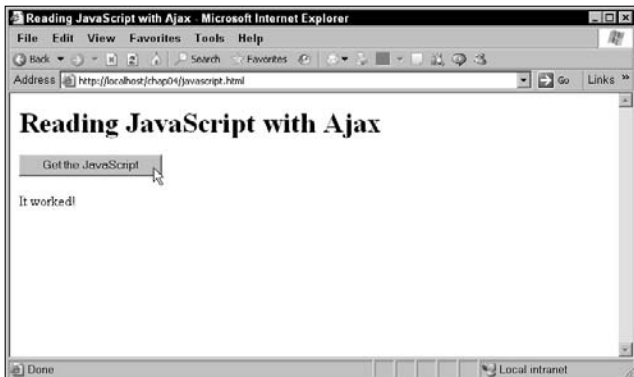 Reading JavaScript with Ajax - Microsoft Internet Explorer
File Edit View Favorites Tools Help
Back Search Favorites
Address http://localhost/chap04/javascript.html Go Links »
Reading JavaScript with Ajax
Get the JavaScript
It worked!
Done Local intranet